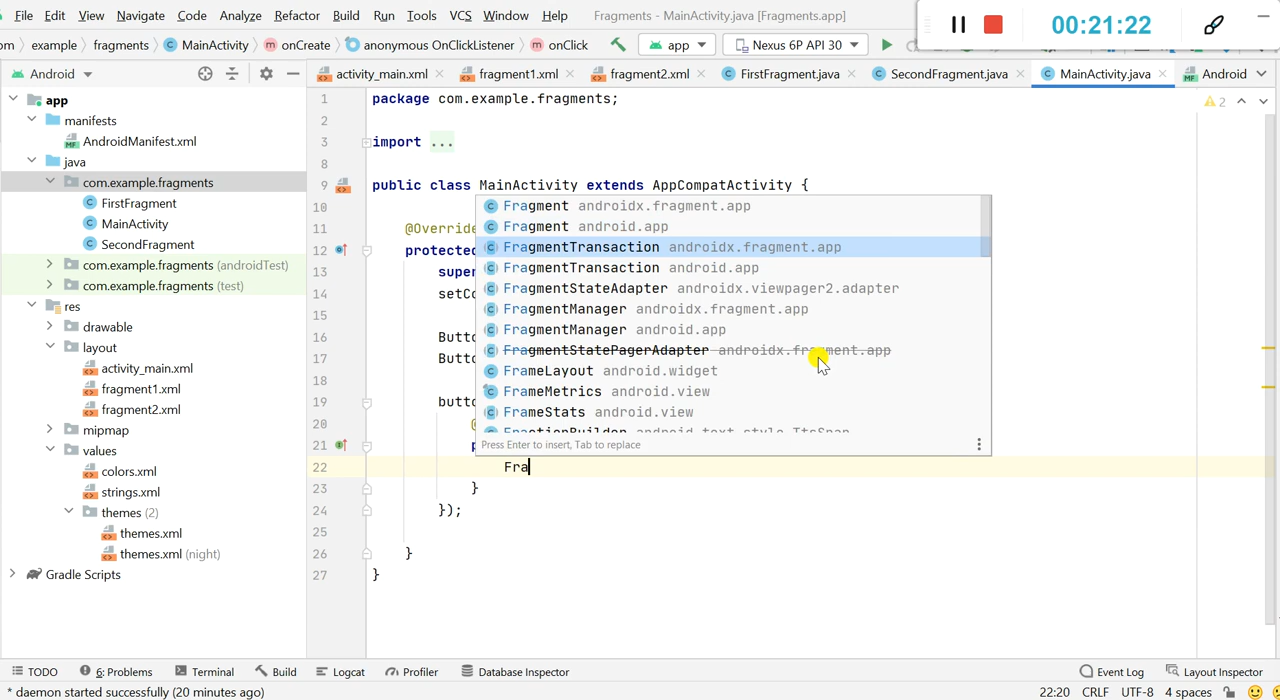 File Edit View Navigate Code Analyze Refactor Build Run Tools VCS Window Help Fragments - MainActivity.java [Fragments.app]
00:21:22
om example fragments MainActivity onCreate anonymous OnClickListener onClick app Nexus 6P API 30
Android
activity_main.xml fragment1.xml fragment2.xml FirstFragment.java SecondFragment.java MainActivity.java Android
app
manifests
AndroidManifest.xml
java
com.example.fragments
FirstFragment
MainActivity
SecondFragment
com.example.fragments (androidTest)
com.example.fragments (test)
res
drawable
layout
activity_main.xml
fragment1.xml
fragment2.xml
mipmap
values
colors.xml
strings.xml
themes (2)
themes.xml
themes.xml (night)
Gradle Scripts
2
1 package com.example.fragments;
2
3 import ...
8
9 public class MainActivity extends AppCompatActivity {
10
11 @Override
12 protected
13 super
14 setCo
15
16 Butto
17 Butto
18
19 butto
20
21 p
22 Fra
23 }
24 });
25
26 }
27 }
Fragment androidx.fragment.app
Fragment android.app
FragmentTransaction androidx.fragment.app
FragmentTransaction android.app
FragmentStateAdapter androidx.viewpager2.adapter
FragmentManager androidx.fragment.app
FragmentManager android.app
FragmentStatePagerAdapter androidx.fragment.app
FrameLayout android.widget
FrameMetrics android.view
FrameStats android.view
FractionBuilder android.text.style.TtsSpan
Press Enter to insert, Tab to replace
TODO 6: Problems Terminal Build Logcat Profiler Database Inspector Event Log Layout Inspector
* daemon started successfully (20 minutes ago) 22:20 CRLF UTF-8 4 spaces